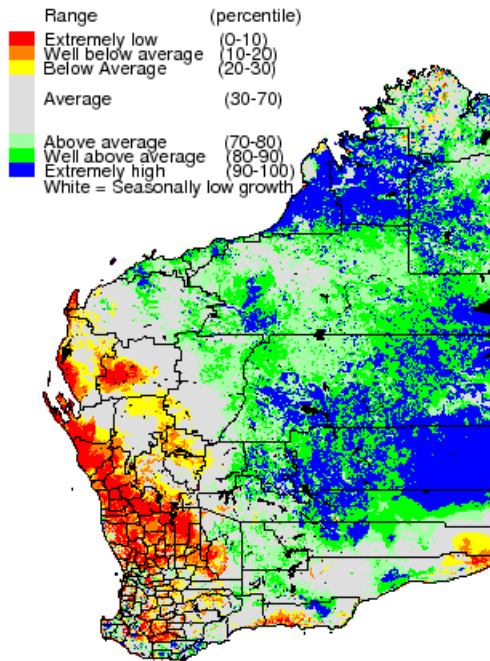 Range (percentile)
Extremely low (0-10)
Well below average (10-20)
Below Average (20-30)
Average (30-70)
Above average (70-80)
Well above average (80-90)
Extremely high (90-100)
White = Seasonally low growth